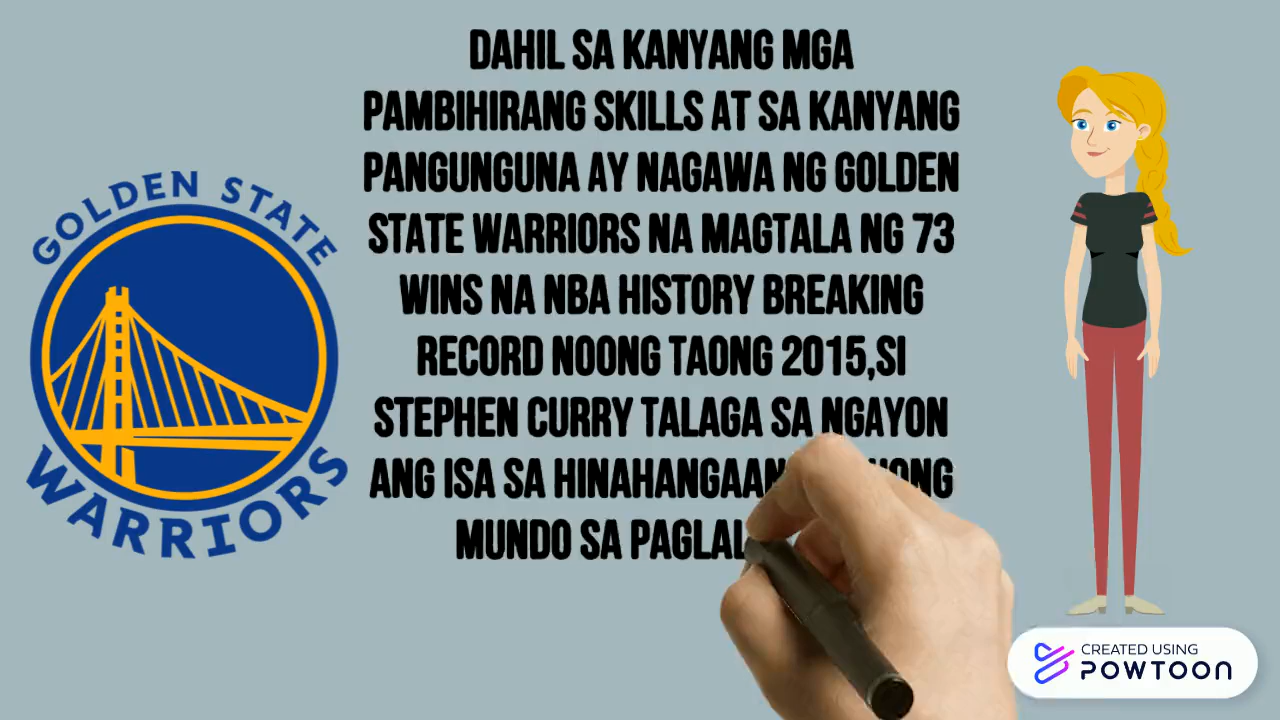 GOLDEN STATE
WARRIORS
DAHIL SA KANYANG MGA
PAMBIHIRANG SKILLS AT SA KANYANG
PANGUNGUNA AY NAGAWA NG GOLDEN
STATE WARRIORS NA MAGTALA NG 73
WINS NA NBA HISTORY BREAKING
RECORD NOONG TAONG 2015,SI
STEPHEN CURRY TALAGA SA NGAYON
ANG ISA SA
MUNDO SA
CREATED USING
POWTOON